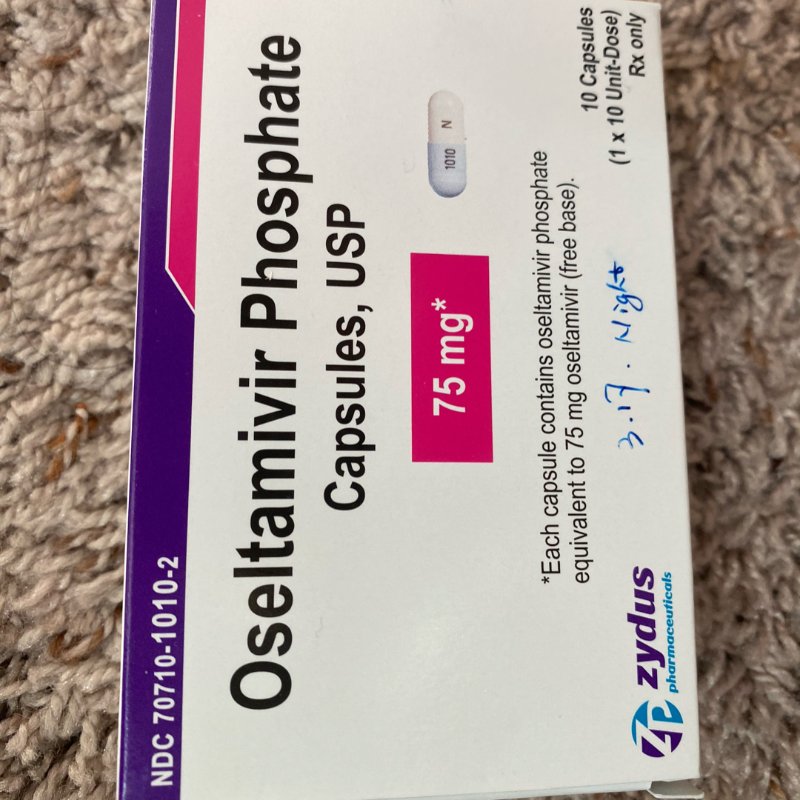 NDC 70710-1010-2
Oseltamivir Phosphate
Capsules, USP
75 mg*
1010 N
*Each capsule contains oseltamivir phosphate
equivalent to 75 mg oseltamivir (free base).
3.17. Night
zydus
pharmaceuticals
10 Capsules
(1 x 10 Unit-Dose)
Rx only